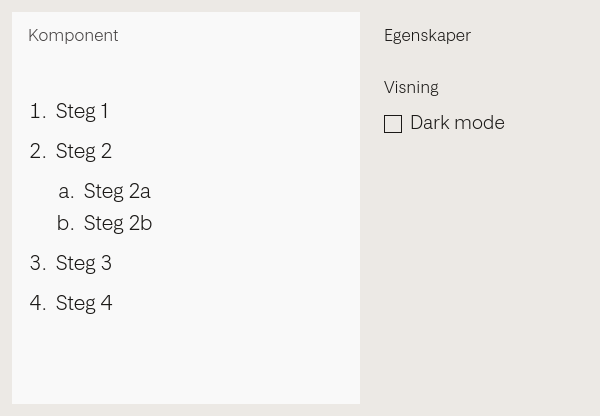 Komponent
1. Steg 1
2. Steg 2
a. Steg 2a
b. Steg 2b
3. Steg 3
4. Steg 4
Egenskaper
Visning
Dark mode